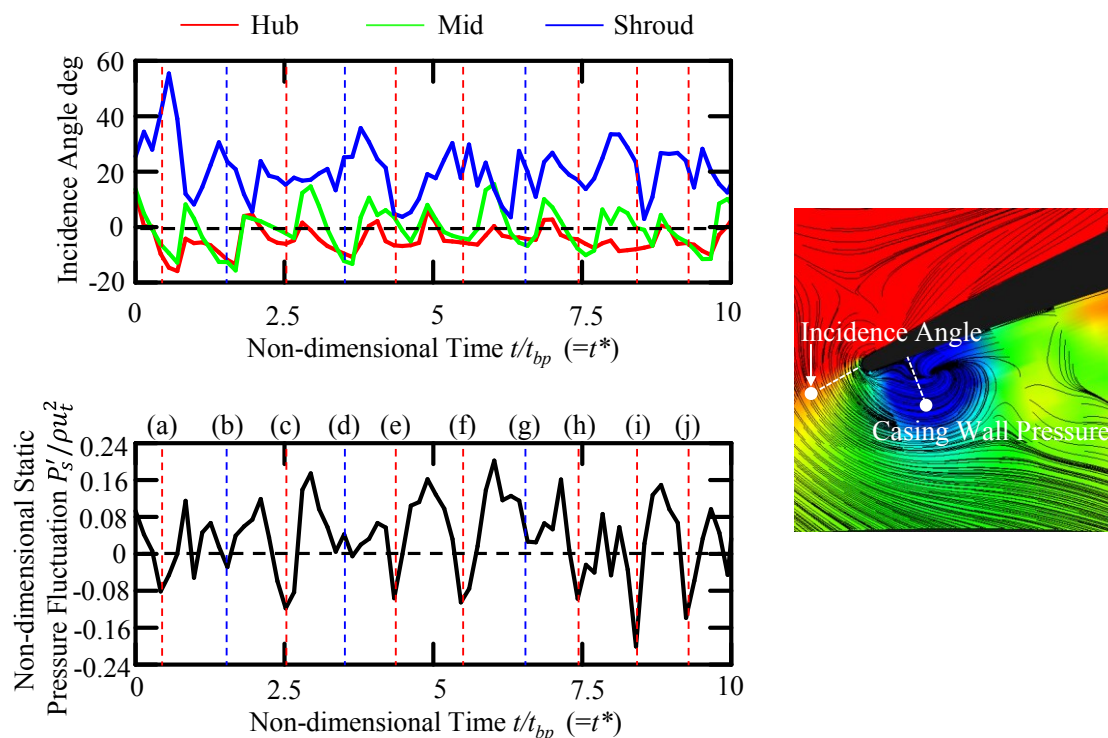 Hub Mid Shroud
Incidence Angle deg
60
40
20
0
-20
0 2.5 5 7.5 10
Non-dimensional Time t/t_bp (=t*)
(a) (b) (c) (d) (e) (f) (g) (h) (i) (j)
Non-dimensional Static
Pressure Fluctuation P_s′/ρu_t^2
0.24
0.16
0.08
0
-0.08
-0.16
-0.24
0 2.5 5 7.5 10
Non-dimensional Time t/t_bp (=t*)
Incidence Angle
Casing Wall Pressure